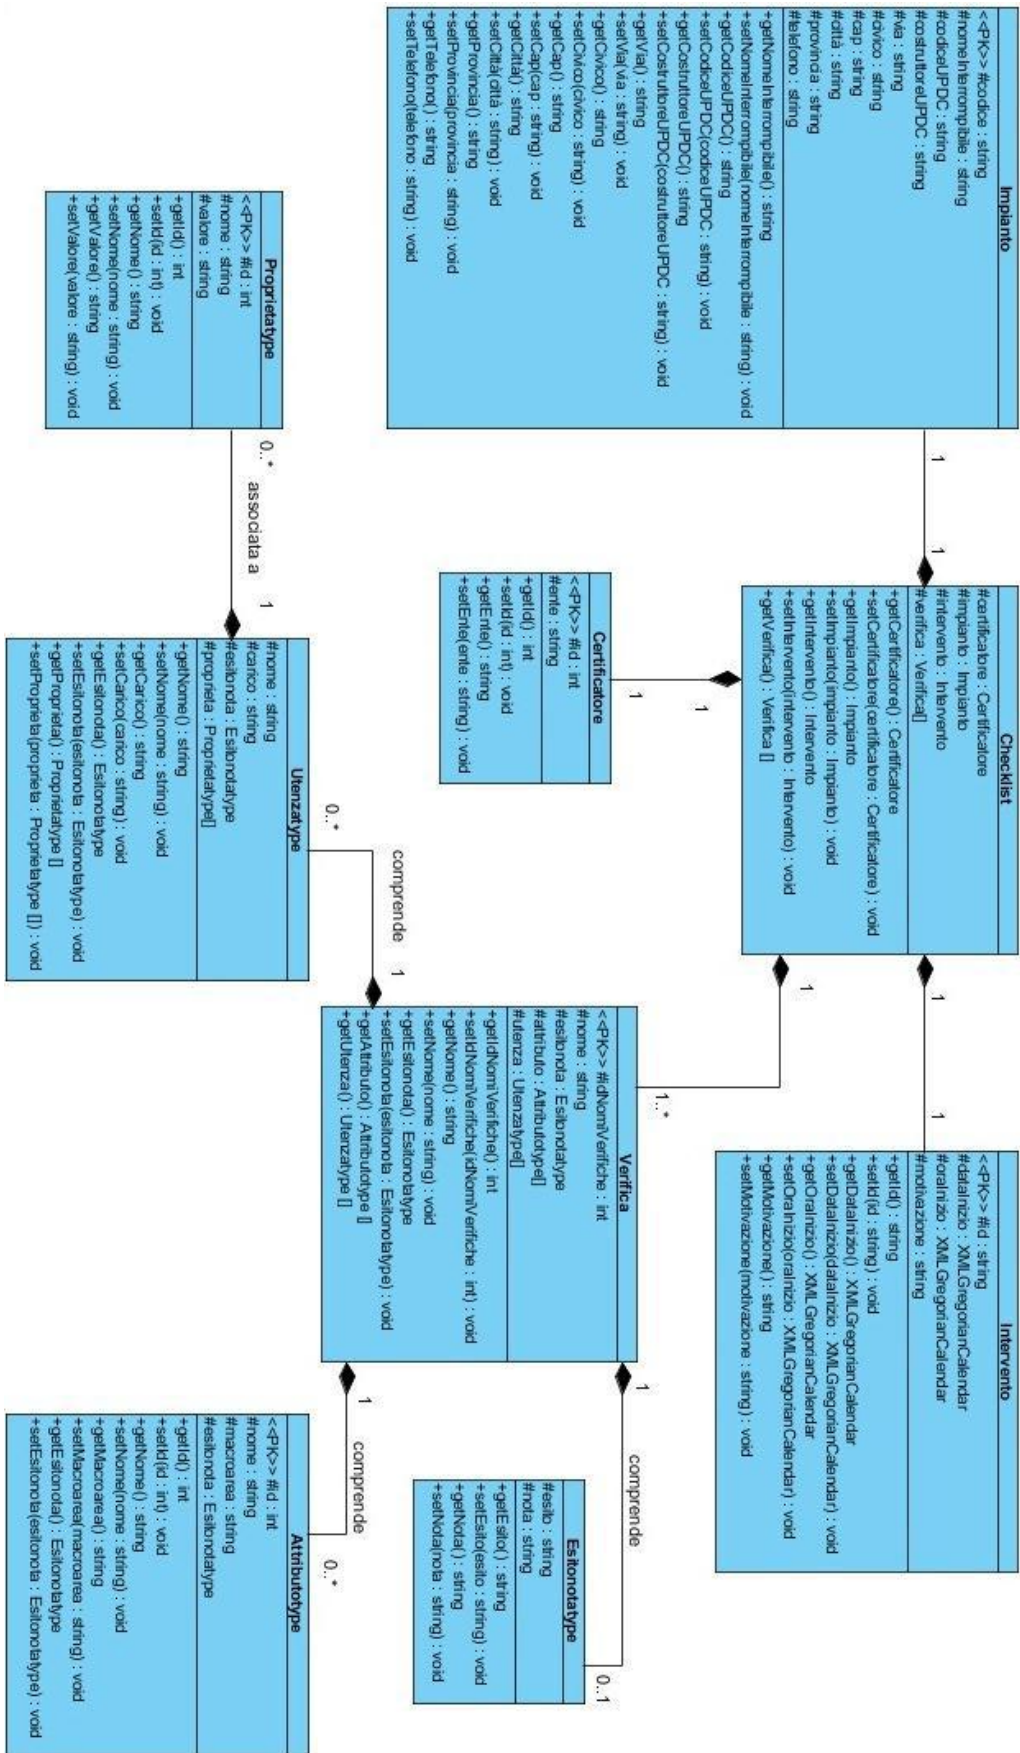 Impianto
<<PK>> #codice : string
#nomeInterrompibile : string
#codiceUPDC : string
#costruttoreUPDC : string
#via : string
#civico : string
#cap : string
#città : string
#provincia : string
#telefono : string
+getNomeInterrompibile() : string
+setNomeInterrompibile(nomeInterrompibile : string) : void
+getCodiceUPDC() : string
+setCodiceUPDC(codiceUPDC : string) : void
+getCostruttoreUPDC() : string
+setCostruttoreUPDC(costruttoreUPDC : string) : void
+getVia() : string
+setVia(via : string) : void
+getCivico() : string
+setCivico(civico : string) : void
+getCap() : string
+setCap(cap : string) : void
+getCittà() : string
+setCittà(città : string) : void
+getProvincia() : string
+setProvincia(provincia : string) : void
+getTelefono() : string
+setTelefono(telefono : string) : void
1
1
Checklist
#certificatore : Certificatore
#impianto : Impianto
#intervento : Intervento
#verifica : Verifica[]
+getCertificatore() : Certificatore
+setCertificatore(certificatore : Certificatore) : void
+getImpianto() : Impianto
+setImpianto(impianto : Impianto) : void
+getIntervento() : Intervento
+setIntervento(intervento : Intervento) : void
+getVerifica() : Verifica []
1
1
Intervento
<<PK>> #id : string
#dataInizio : XMLGregorianCalendar
#oraInizio : XMLGregorianCalendar
#motivazione : string
+getId() : string
+setId(id : string) : void
+getDataInizio() : XMLGregorianCalendar
+setDataInizio(dataInizio : XMLGregorianCalendar) : void
+getOraInizio() : XMLGregorianCalendar
+setOraInizio(oraInizio : XMLGregorianCalendar) : void
+getMotivazione() : string
+setMotivazione(motivazione : string) : void
1
1
Certificatore
<<PK>> #id : int
#ente : string
+getId() : int
+setId(id : int) : void
+getEnte() : string
+setEnte(ente : string) : void
1
1..*
Verifica
<<PK>> #idNomiVerifiche : int
#nome : string
#esitonota : Esitonotatype
#attributo : Attributotype[]
#utenza : Utenzatype[]
+getIdNomiVerifiche() : int
+setIdNomiVerifiche(idNomiVerifiche : int) : void
+getNome() : string
+setNome(nome : string) : void
+getEsitonota() : Esitonotatype
+setEsitonota(esitonota : Esitonotatype) : void
+getAttributo() : Attributotype []
+getUtenza() : Utenzatype []
1
comprende
0..1
Esitonotatype
#esito : string
#nota : string
+getEsito() : string
+setEsito(esito : string) : void
+getNota() : string
+setNota(nota : string) : void
Proprietatype
<<PK>> #id : int
#nome : string
#valore : string
+getId() : int
+setId(id : int) : void
+getNome() : string
+setNome(nome : string) : void
+getValore() : string
+setValore(valore : string) : void
0..*
associata a
1
Utenzatype
#nome : string
#carico : string
#esitonota : Esitonotatype
#proprieta : Proprietatype[]
+getNome() : string
+setNome(nome : string) : void
+getCarico() : string
+setCarico(carico : string) : void
+getEsitonota() : Esitonotatype
+setEsitonota(esitonota : Esitonotatype) : void
+getProprieta() : Proprietatype []
+setProprieta(proprieta : Proprietatype []) : void
0..*
comprende
1
1
comprende
0..*
Attributotype
<<PK>> #id : int
#nome : string
#macroarea : string
#esitonota : Esitonotatype
+getId() : int
+setId(id : int) : void
+getNome() : string
+setNome(nome : string) : void
+getMacroarea() : string
+setMacroarea(macroarea : string) : void
+getEsitonota() : Esitonotatype
+setEsitonota(esitonota : Esitonotatype) : void